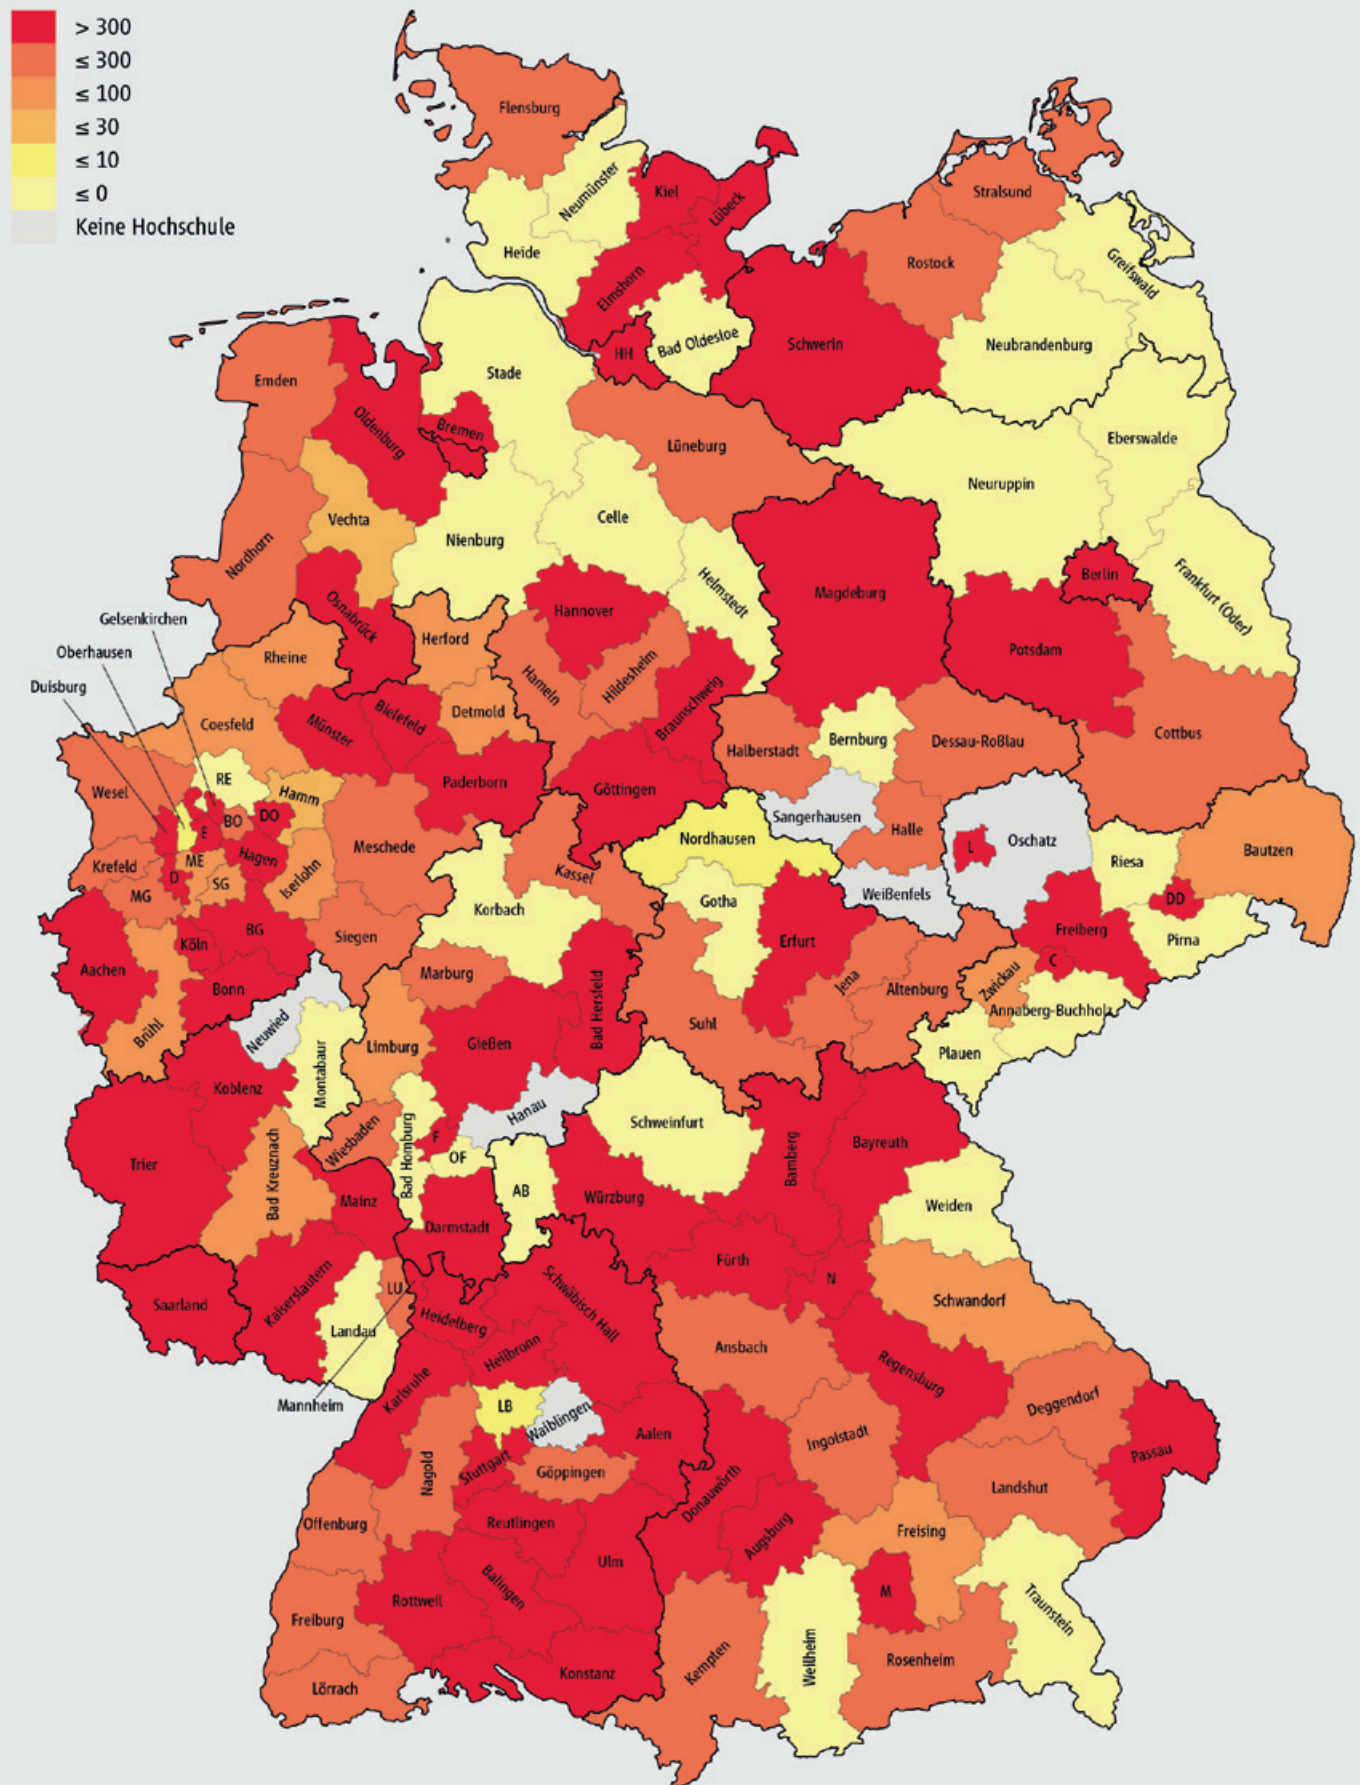 > 300
≤ 300
≤ 100
≤ 30
≤ 10
≤ 0
Keine Hochschule
Flensburg
Neumünster
Kiel
Lübeck
Heide
Elmshorn
Bad Oldesloe
HH
Stralsund
Rostock
Greifswald
Schwerin
Neubrandenburg
Emden
Oldenburg
Stade
Bremen
Lüneburg
Eberswalde
Neuruppin
Vechta
Nienburg
Celle
Nordhorn
Osnabrück
Hannover
Helmstedt
Magdeburg
Berlin
Frankfurt (Oder)
Potsdam
Cottbus
Gelsenkirchen
Oberhausen
Duisburg
Rheine
Herford
Coesfeld
Münster
Bielefeld
Detmold
Hameln
Hildesheim
Braunschweig
Halberstadt
Bernburg
Dessau-Roßlau
Wesel
RE
Hamm
Paderborn
Göttingen
Sangerhausen
Halle
Oschatz
L
Riesa
Bautzen
E
BO
DO
Krefeld
ME
Hagen
D
SG
Iserlohn
MG
Meschede
Kassel
Nordhausen
Gotha
Weißenfels
DD
Pirna
Freiberg
C
Korbach
Erfurt
Aachen
Köln
BG
Siegen
Bonn
Brühl
Marburg
Bad Hersfeld
Jena
Altenburg
Zwickau
Annaberg-Buchholz
Plauen
Suhl
Neuwied
Montabaur
Limburg
Gießen
Koblenz
Hanau
Trier
Bad Kreuznach
Wiesbaden
Bad Homburg
F
OF
AB
Schweinfurt
Bamberg
Bayreuth
Weiden
Mainz
Darmstadt
Würzburg
Fürth
N
Schwandorf
Saarland
Kaiserslautern
Landau
LU
Heidelberg
Schwäbisch Hall
Heilbronn
Ansbach
Regensburg
Mannheim
Karlsruhe
LB
Waiblingen
Aalen
Stuttgart
Göppingen
Nagold
Donauwörth
Ingolstadt
Deggendorf
Passau
Landshut
Offenburg
Reutlingen
Ulm
Augsburg
Freising
M
Traunstein
Balingen
Rottweil
Freiburg
Lörrach
Konstanz
Kempten
Weilheim
Rosenheim